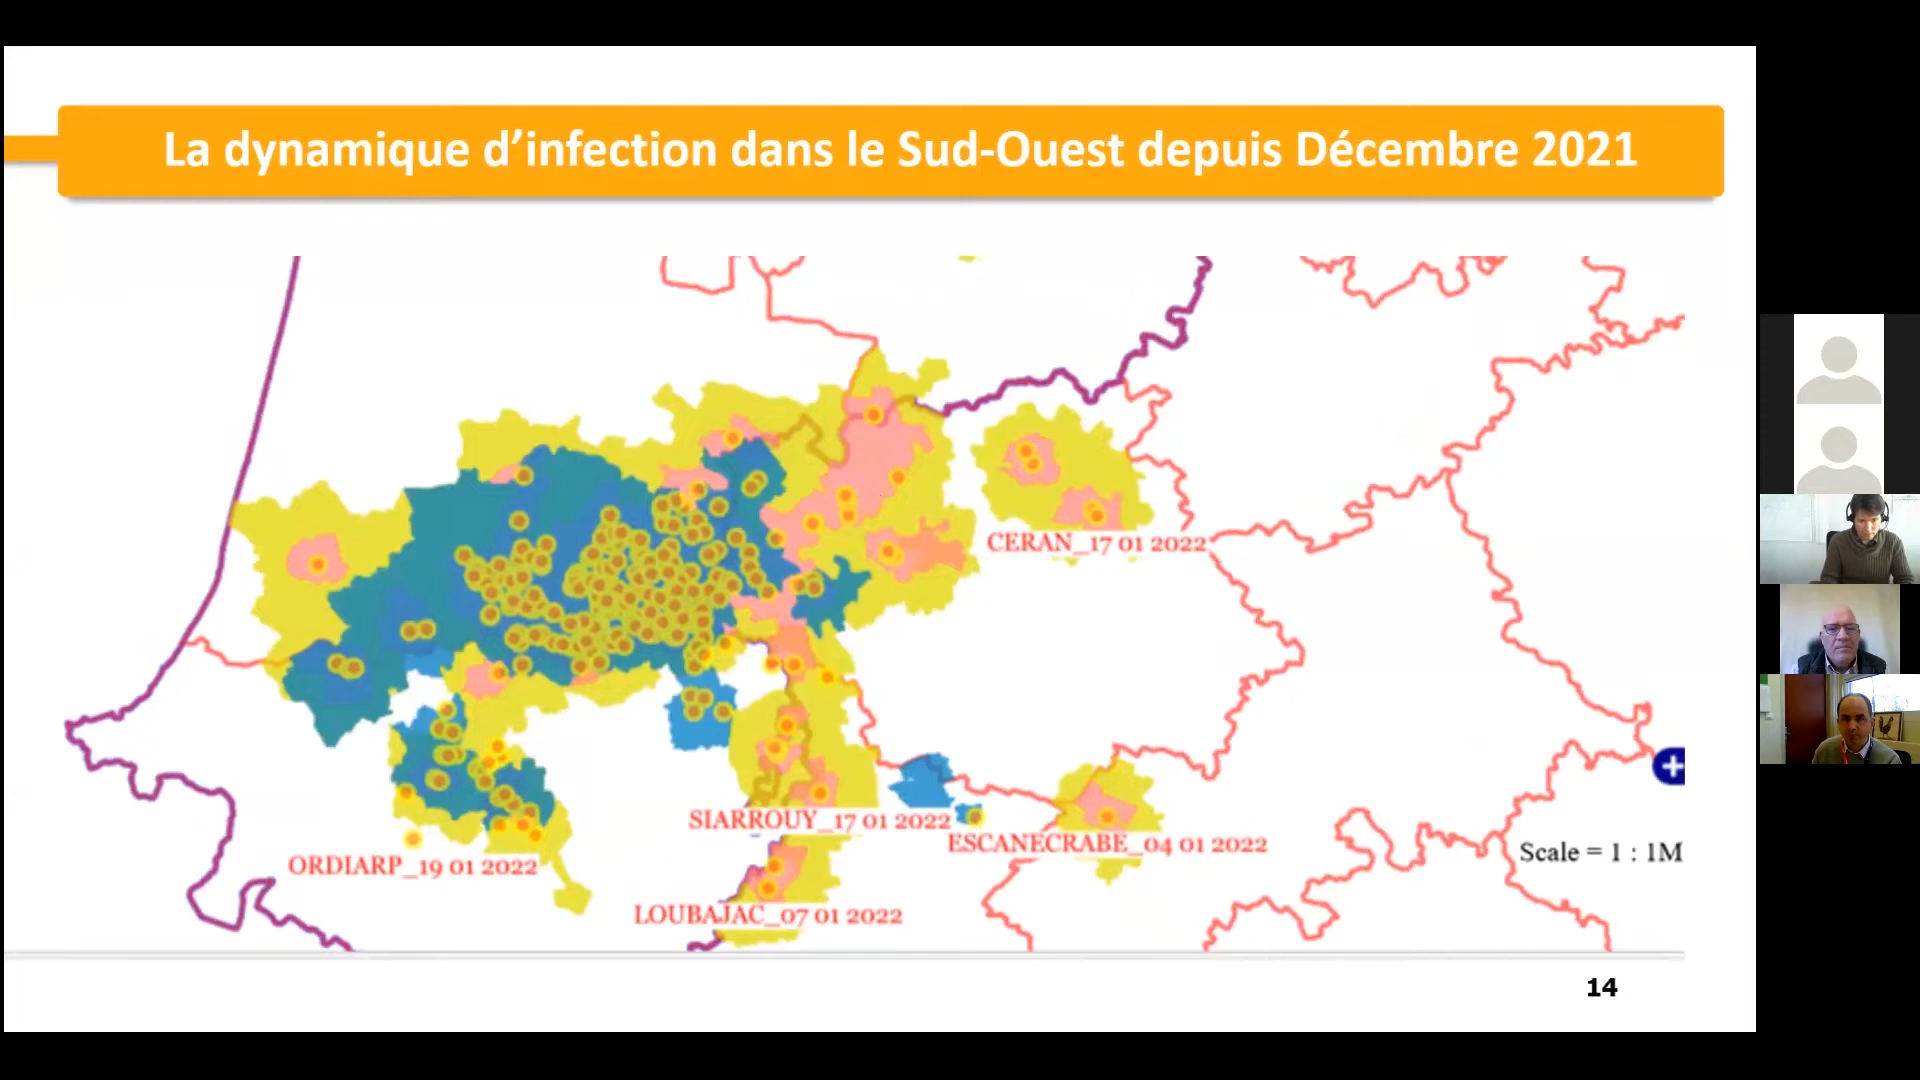 La dynamique d’infection dans le Sud-Ouest depuis Décembre 2021
CERAN_17 01 2022
SIARROUY_17 01 2022
ESCANECRABE_04 01 2022
Scale = 1 : 1M
ORDIARP_19 01 2022
LOUBAJAC_07 01 2022
14